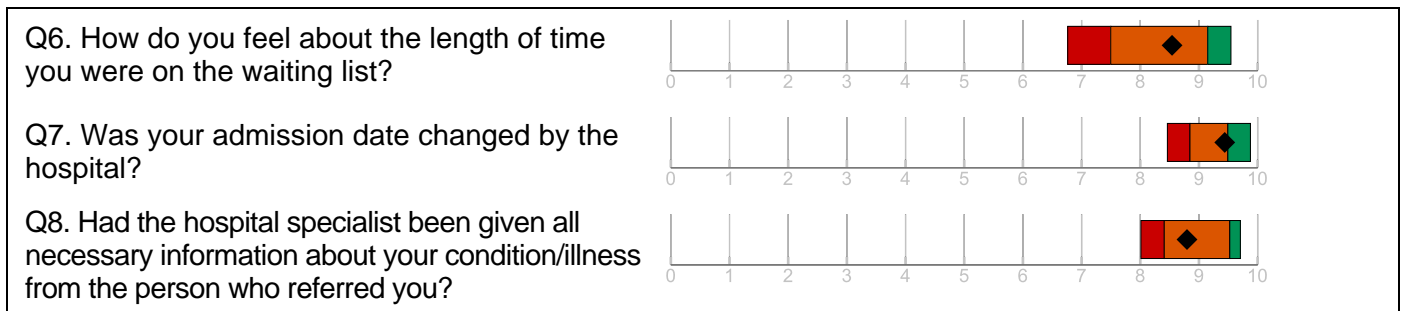 Q6. How do you feel about the length of time
you were on the waiting list?
0 1 2 3 4 5 6 7 8 9 10
Q7. Was your admission date changed by the
hospital?
0 1 2 3 4 5 6 7 8 9 10
Q8. Had the hospital specialist been given all
necessary information about your condition/illness
from the person who referred you?
0 1 2 3 4 5 6 7 8 9 10